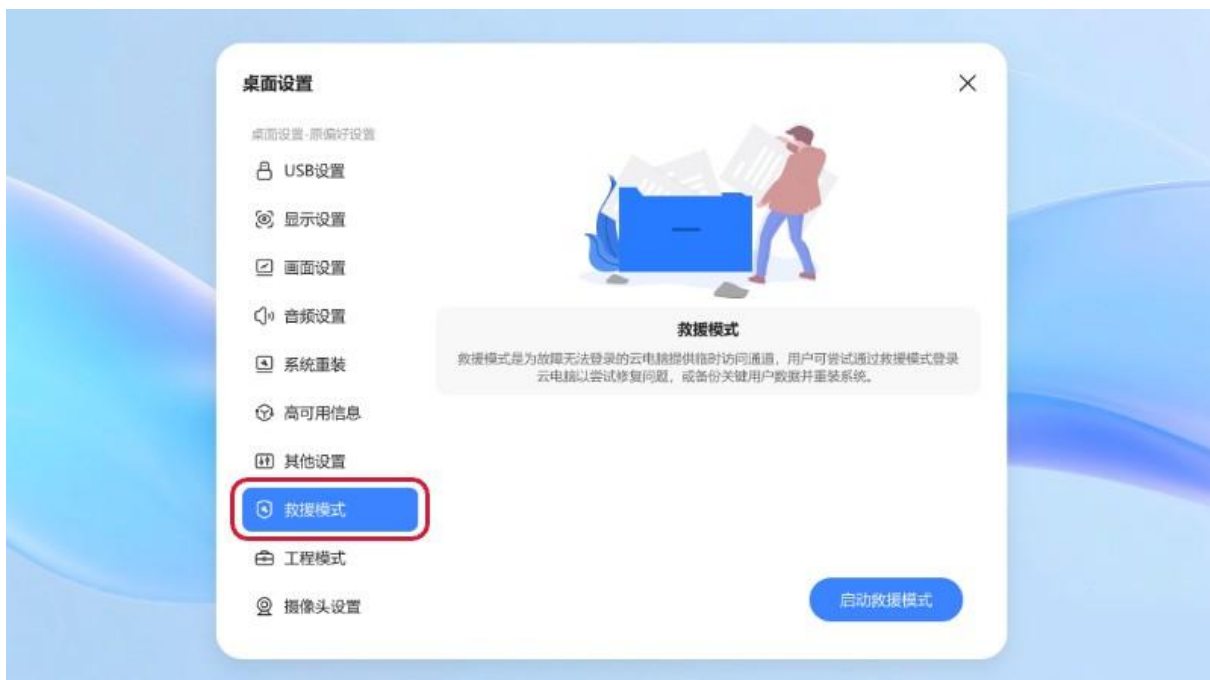 桌面设置
桌面设置-原偏好设置
USB设置
显示设置
画面设置
音频设置
系统重装
高可用信息
其他设置
救援模式
工程模式
摄像头设置
救援模式
救援模式是为故障无法登录的云电脑提供临时访问通道，用户可尝试通过救援模式登录
云电脑以尝试修复问题，或备份关键用户数据并重装系统。
启动救援模式